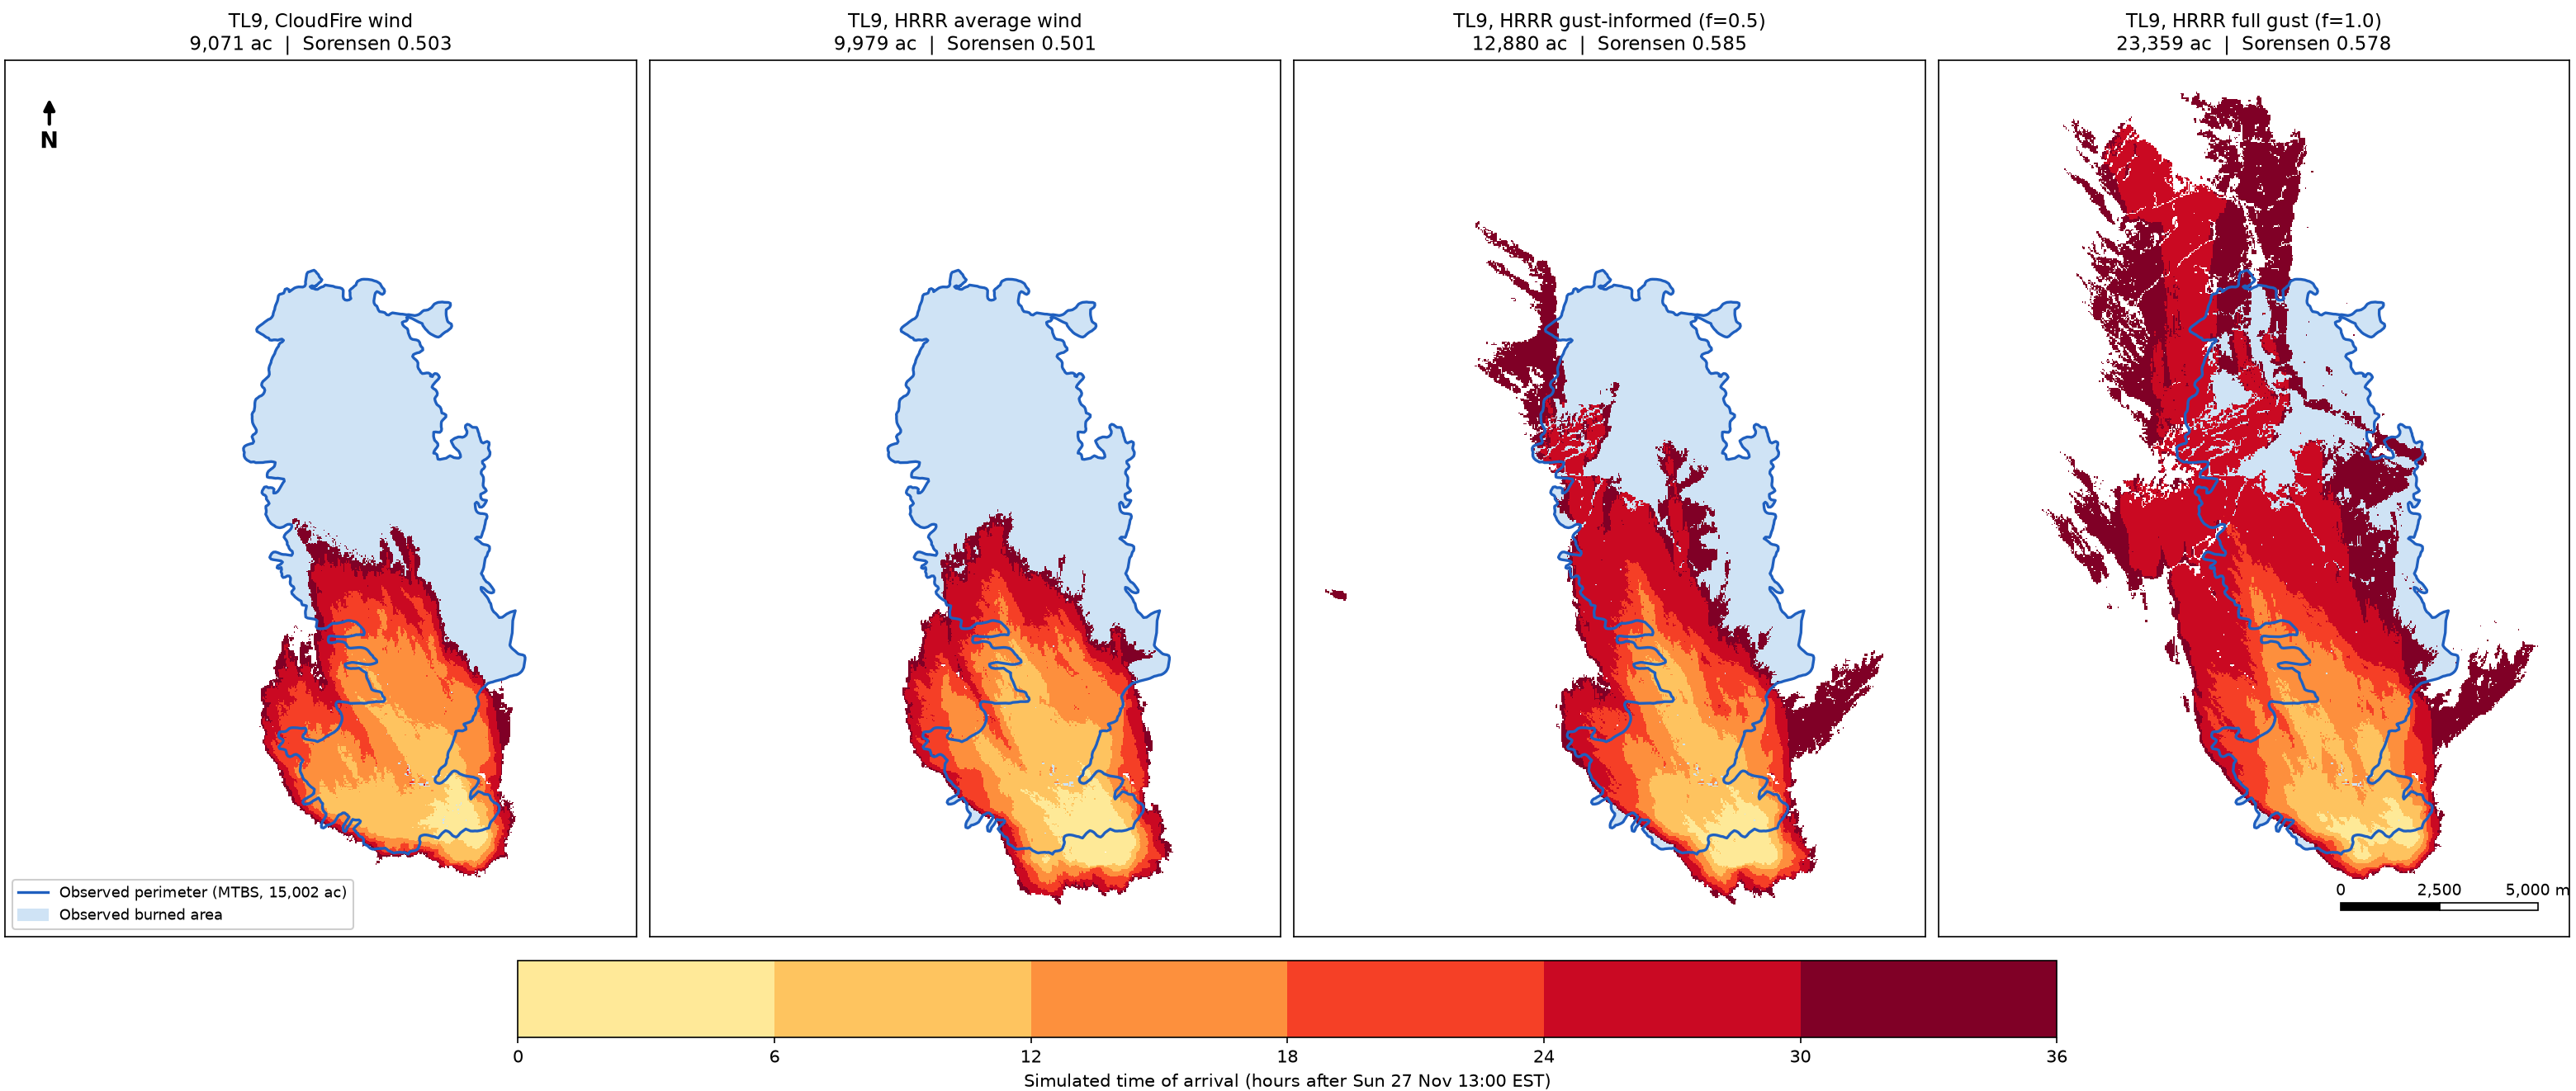 TL9, CloudFire wind
9,071 ac | Sorensen 0.503
TL9, HRRR average wind
9,979 ac | Sorensen 0.501
TL9, HRRR gust-informed (f=0.5)
12,880 ac | Sorensen 0.585
TL9, HRRR full gust (f=1.0)
23,359 ac | Sorensen 0.578
N
Observed perimeter (MTBS, 15,002 ac)
Observed burned area
0 2,500 5,000 m
0 6 12 18 24 30 36
Simulated time of arrival (hours after Sun 27 Nov 13:00 EST)